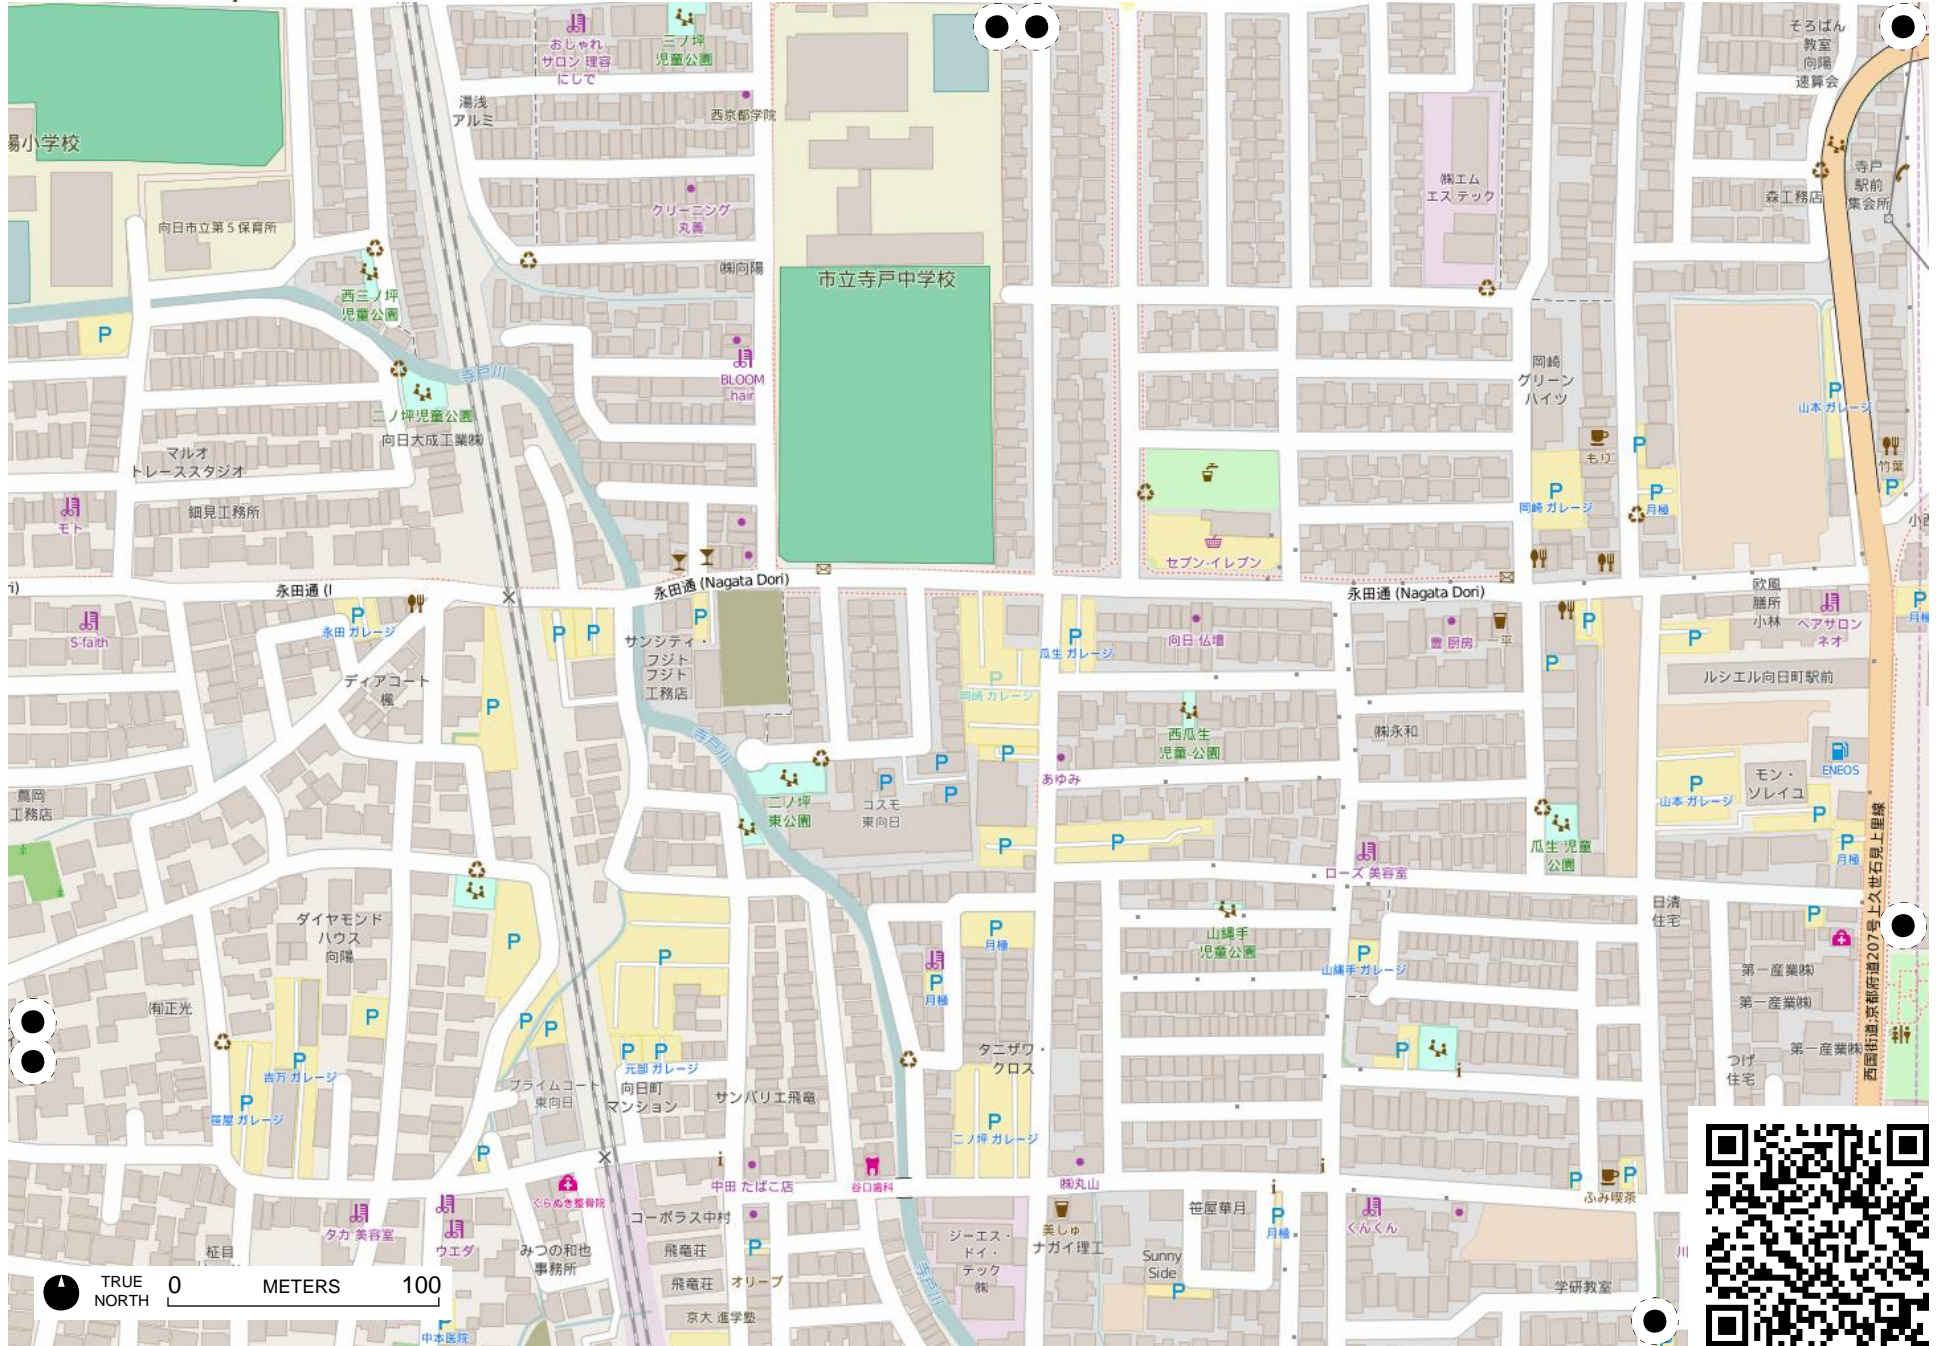 おしゃれ
サロン 理容
にしで
三ノ坪
児童公園
そろばん
教室
向陽
速算会
湯浅
アルミ
西京都学院
陽小学校
クリーニング
丸善
㈱エム
エス テック
森工務店
寺戸
駅前
集会所
向日市立第5保育所
㈱向陽
市立寺戸中学校
西三ノ坪
児童公園
寺戸川
BLOOM
hair
岡崎
グリーン
ハイツ
山本 ガレージ
二ノ坪児童公園
向日大成工業㈱
もり
竹葉
マルオ
トレーススタジオ
モト
細見工務所
岡崎 ガレージ
月極
セブン-イレブン
永田通 (I
永田通 (Nagata Dori)
永田通 (Nagata Dori)
欧風
膳所
小林
ヘアサロン
ネオ
月極
S-faith
永田 ガレージ
サンシティ・
フジト
フジト
工務店
瓜生 ガレージ
向日 仏壇
豊 厨房
一平
ディアコート
楓
岡崎 ガレージ
ルシエル向日町駅前
寺戸川
西瓜生
児童 公園
㈱永和
あゆみ
ENEOS
蔦岡
工務店
二ノ坪
東公園
コスモ
東向日
山本 ガレージ
モン・
ソレイユ
瓜生 児童
公園
月極
ローズ 美容室
ダイヤモンド
ハウス
向陽
山縄手
児童公園
月極
日清
住宅
山縄手 ガレージ
第一産業㈱
第一産業㈱
第一産業㈱
西国街道;京都府道207号上久世石見上里線
月極
㈲正光
タニザワ・
クロス
吉万 ガレージ
元部 ガレージ
つげ
住宅
プライムコート
東向日
向日町
マンション
サンバリエ飛竜
笹屋 ガレージ
二ノ坪 ガレージ
くらぬき整骨院
中田 たばこ店
谷口歯科
㈱丸山
ふみ喫茶
タカ 美容室
ウエダ
コーポラス中村
美しゅ
ナガイ理工
笹屋華月
月極
くんくん
柾目
みつの和也
事務所
飛竜荘
飛竜荘
オリーブ
京大 進学塾
ジーエス・
ドイ・
テック
㈱
寺戸川
Sunny
Side
学研教室
中本医院
TRUE
NORTH
0 METERS 100